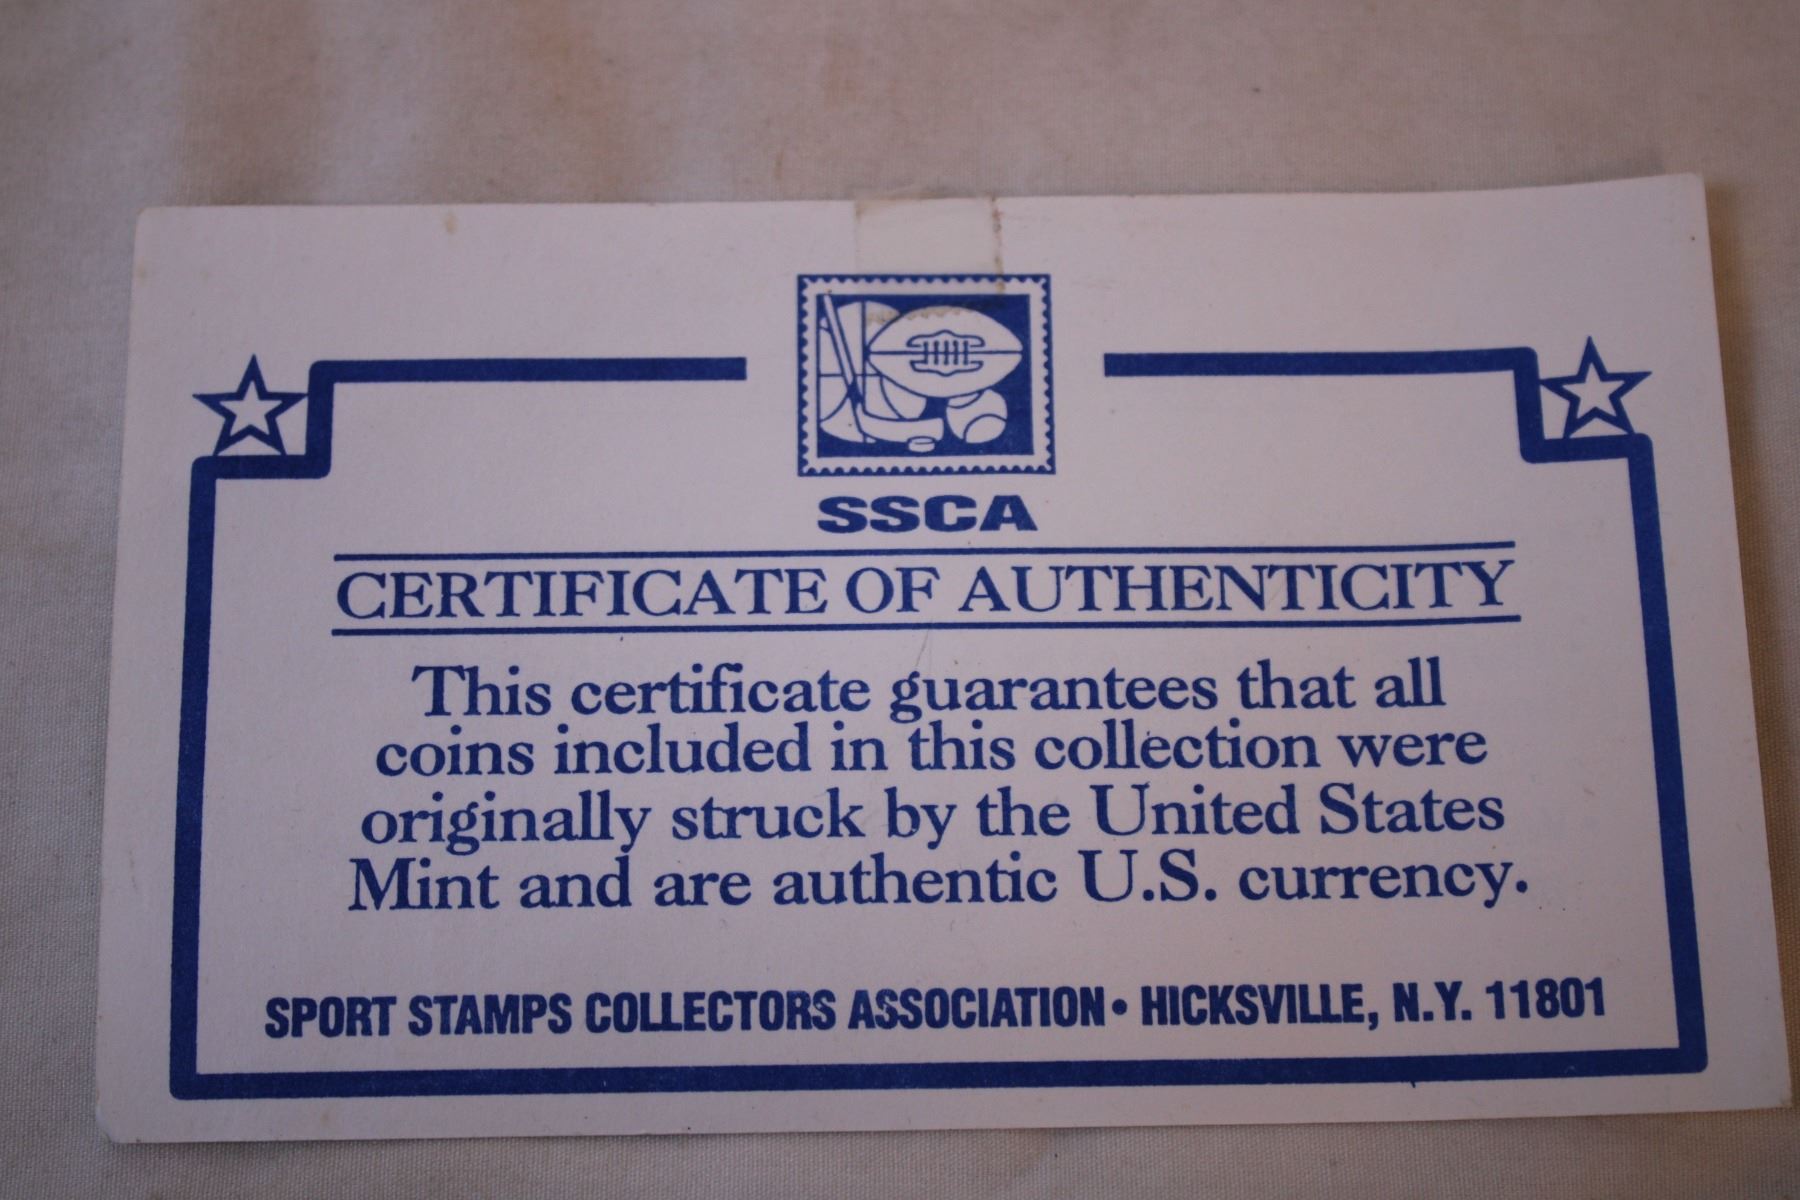 SSCA
CERTIFICATE OF AUTHENTICITY
This certificate guarantees that all
coins included in this collection were
originally struck by the United States
Mint and are authentic U.S. currency.
SPORT STAMPS COLLECTORS ASSOCIATION • HICKSVILLE, N.Y. 11801